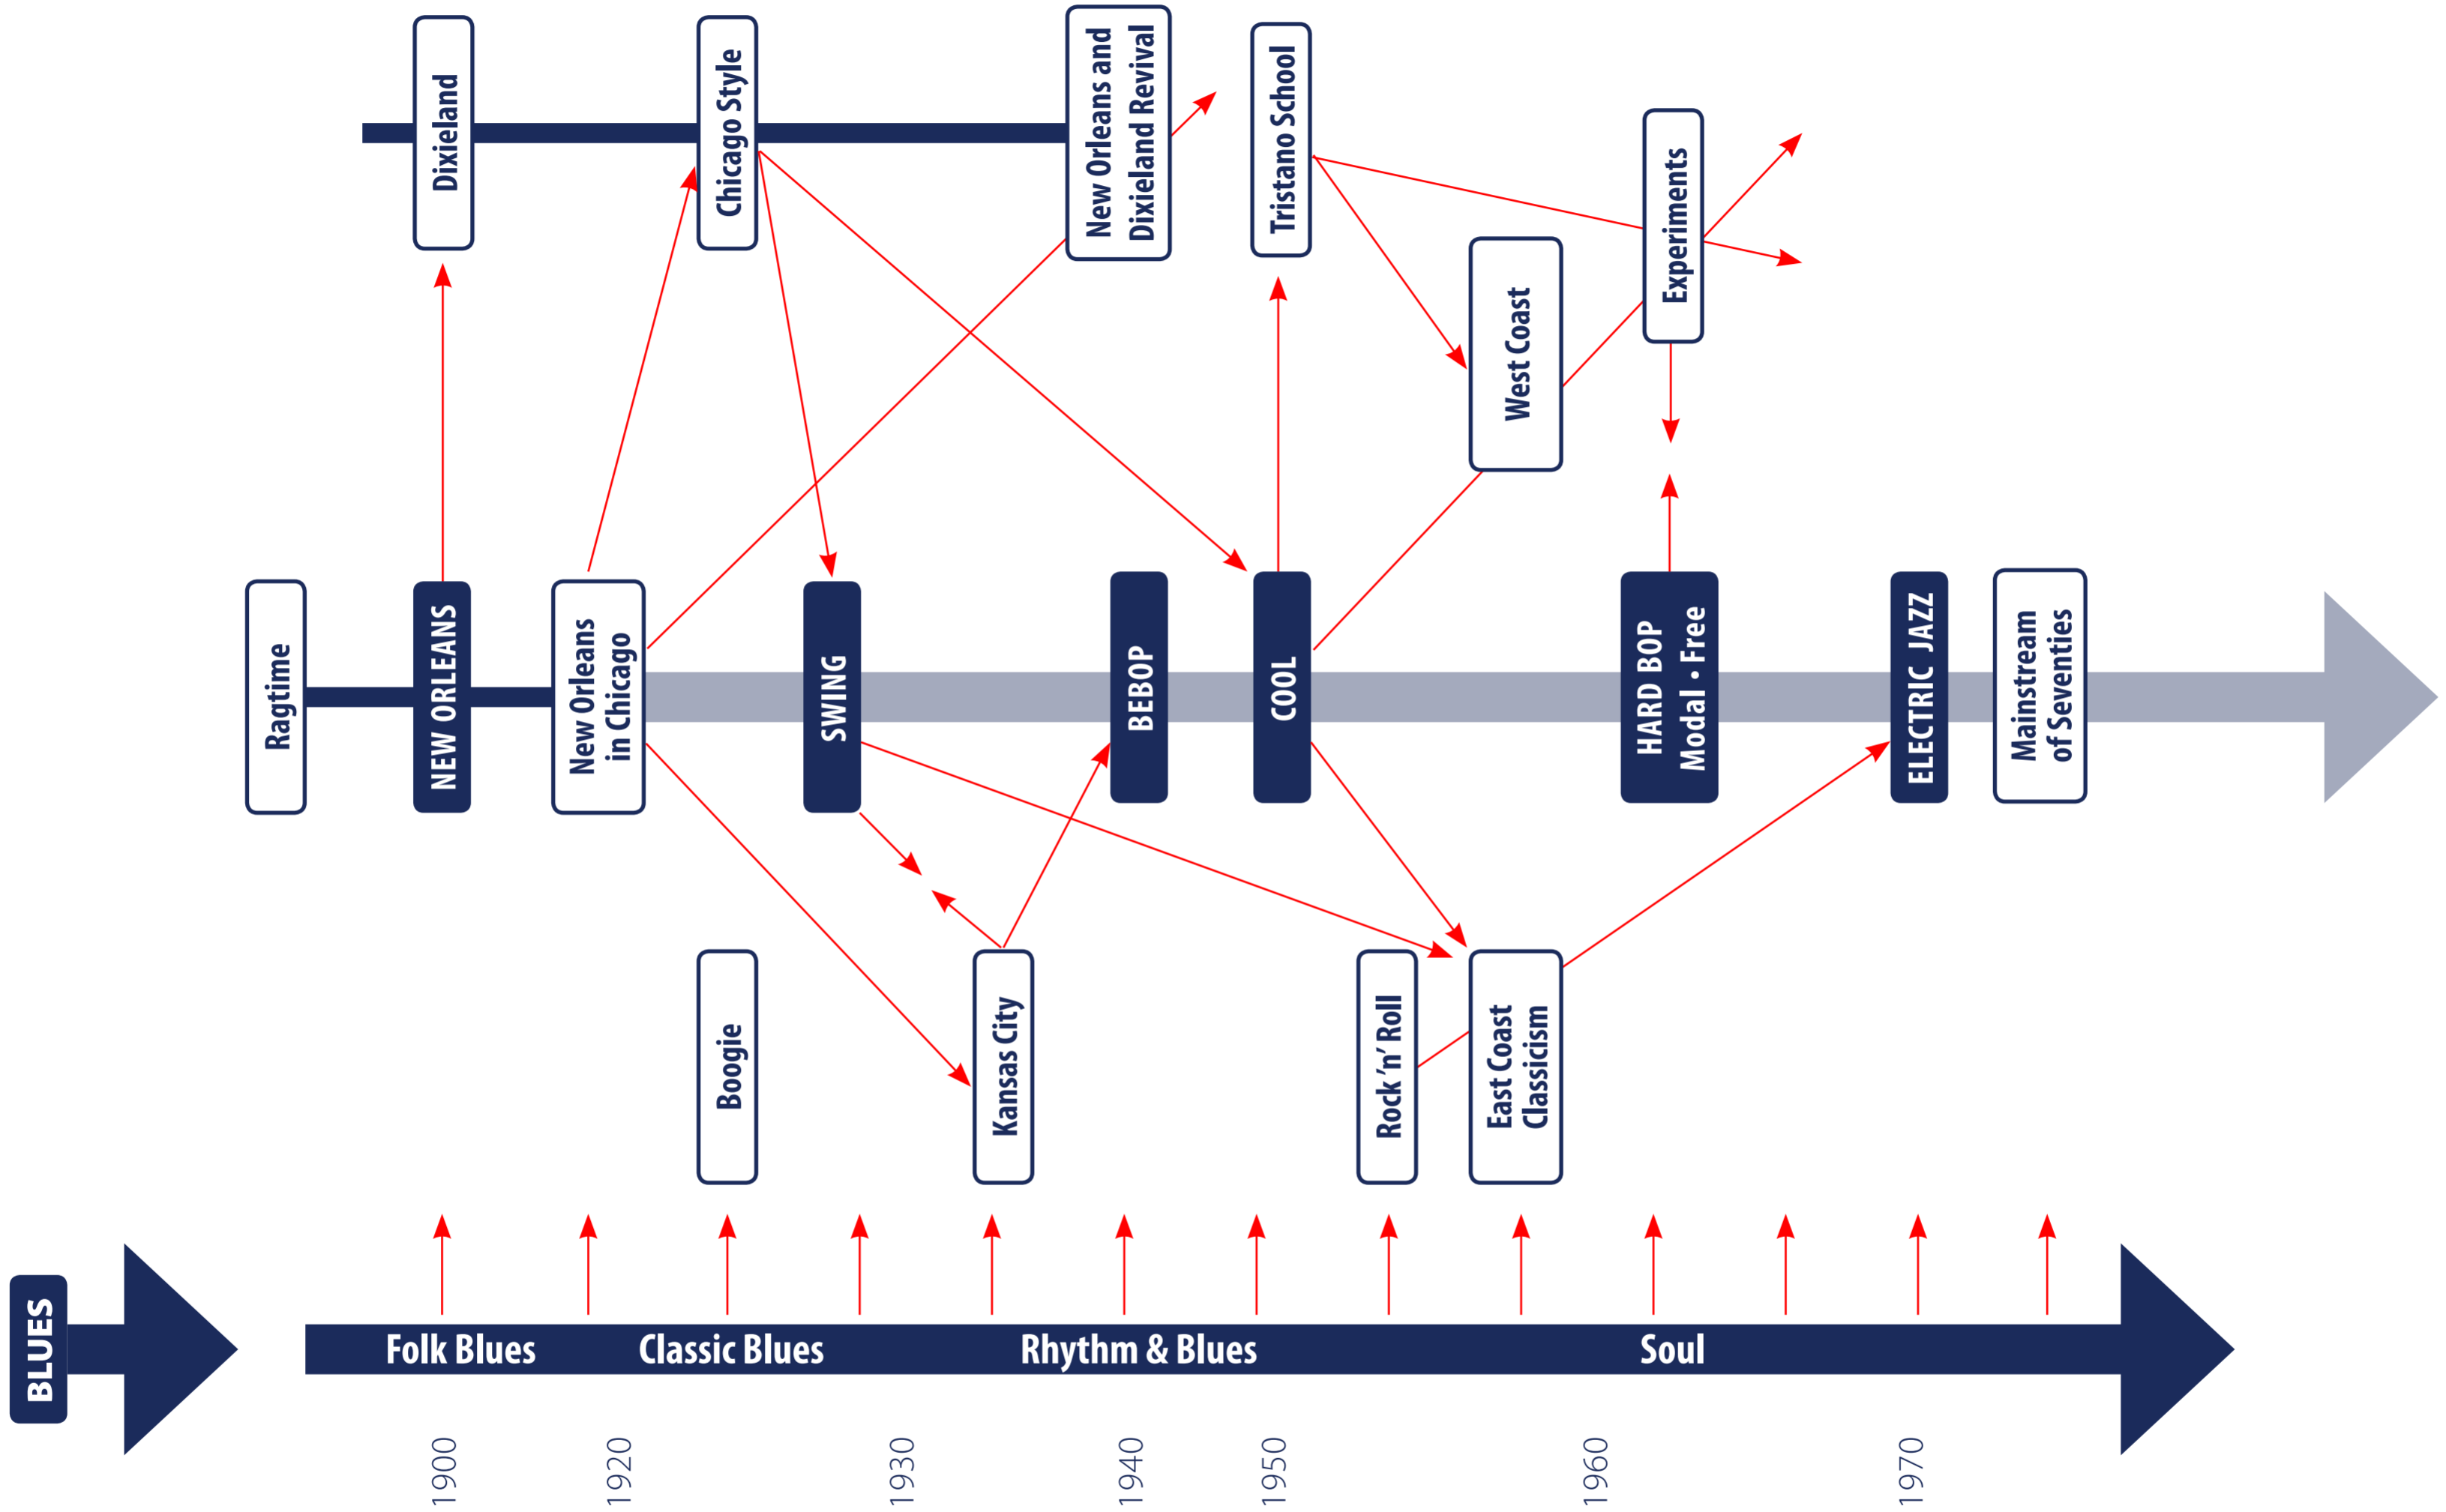 Dixieland
Chicago Style
New Orleans and
Dixieland Revival
Tristano School
Experiments
West Coast
Ragtime
NEW ORLEANS
New Orleans
in Chicago
SWING
BEBOP
COOL
HARD BOP
Modal • Free
ELECTRIC JAZZ
Mainstream
of Seventies
Boogie
Kansas City
Rock ’n’ Roll
East Coast
Classicism
BLUES
Folk Blues
Classic Blues
Rhythm & Blues
Soul
1900
1920
1930
1940
1950
1960
1970